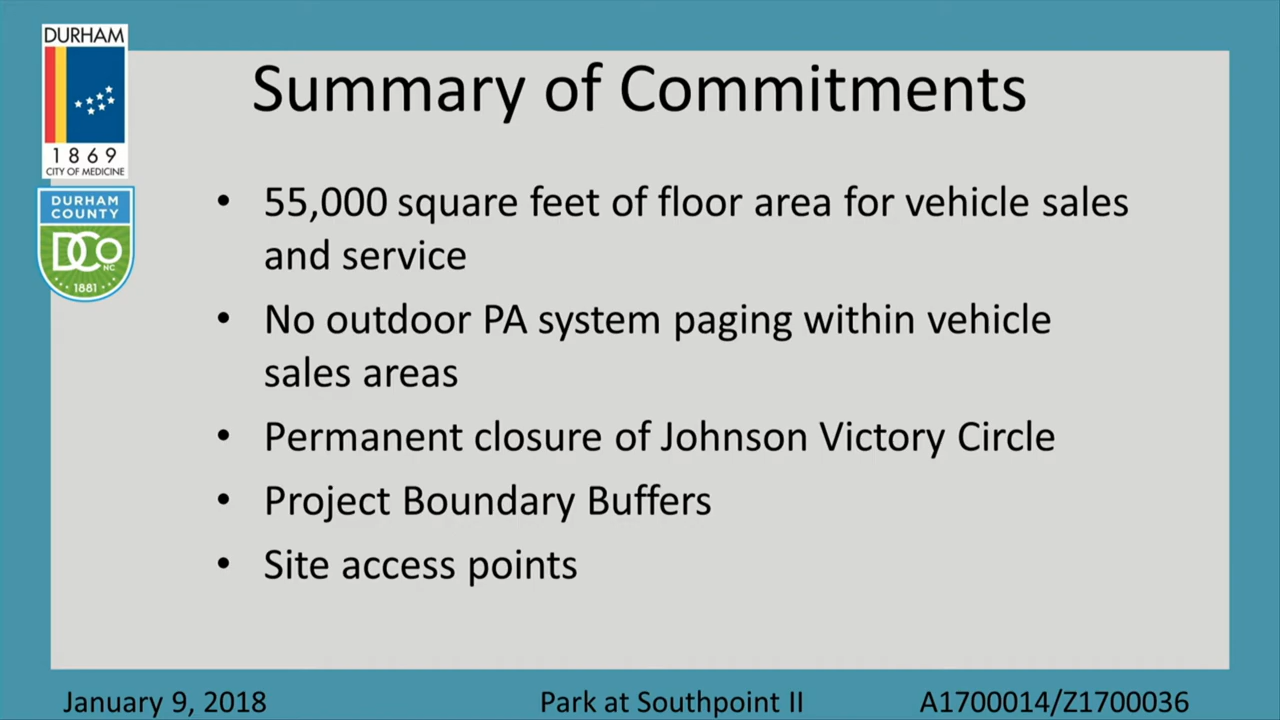 DURHAM
1869
CITY OF MEDICINE
DURHAM
COUNTY
DCo
NC
1881
Summary of Commitments
• 55,000 square feet of floor area for vehicle sales
and service
• No outdoor PA system paging within vehicle
sales areas
• Permanent closure of Johnson Victory Circle
• Project Boundary Buffers
• Site access points
January 9, 2018
Park at Southpoint II
A1700014/Z1700036